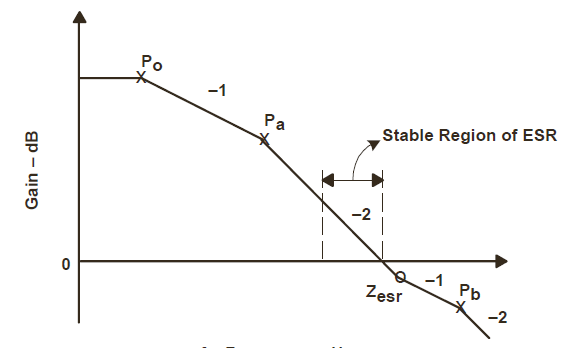 Po
–1
Pa
Stable Region of ESR
Gain – dB
–2
0
Zesr
–1
Pb
–2